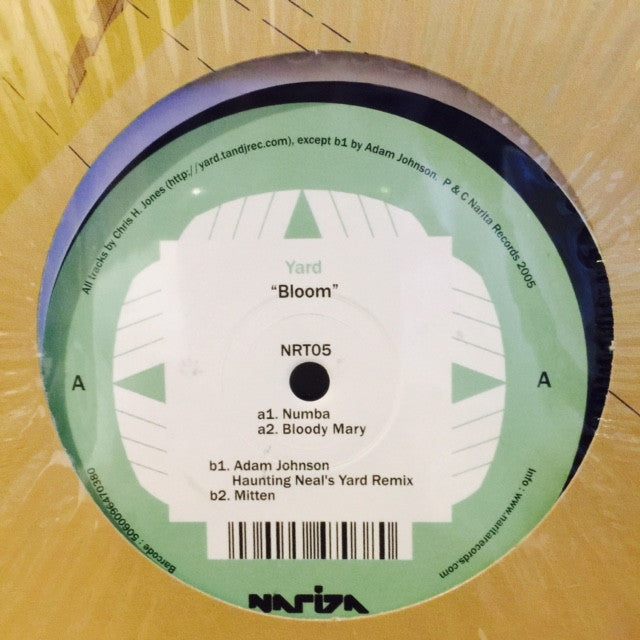 All tracks by Chris H. Jones (http://yard.tandjrec.com), except b1 by Adam Johnson. P & C Narita Records 2005
Yard
"Bloom"
NRT05
A
A
a1. Numba
a2. Bloody Mary
b1. Adam Johnson
Haunting Neal's Yard Remix
b2. Mitten
Barcode : 5060096470380
Info : www.naritarecords.com
NARITA